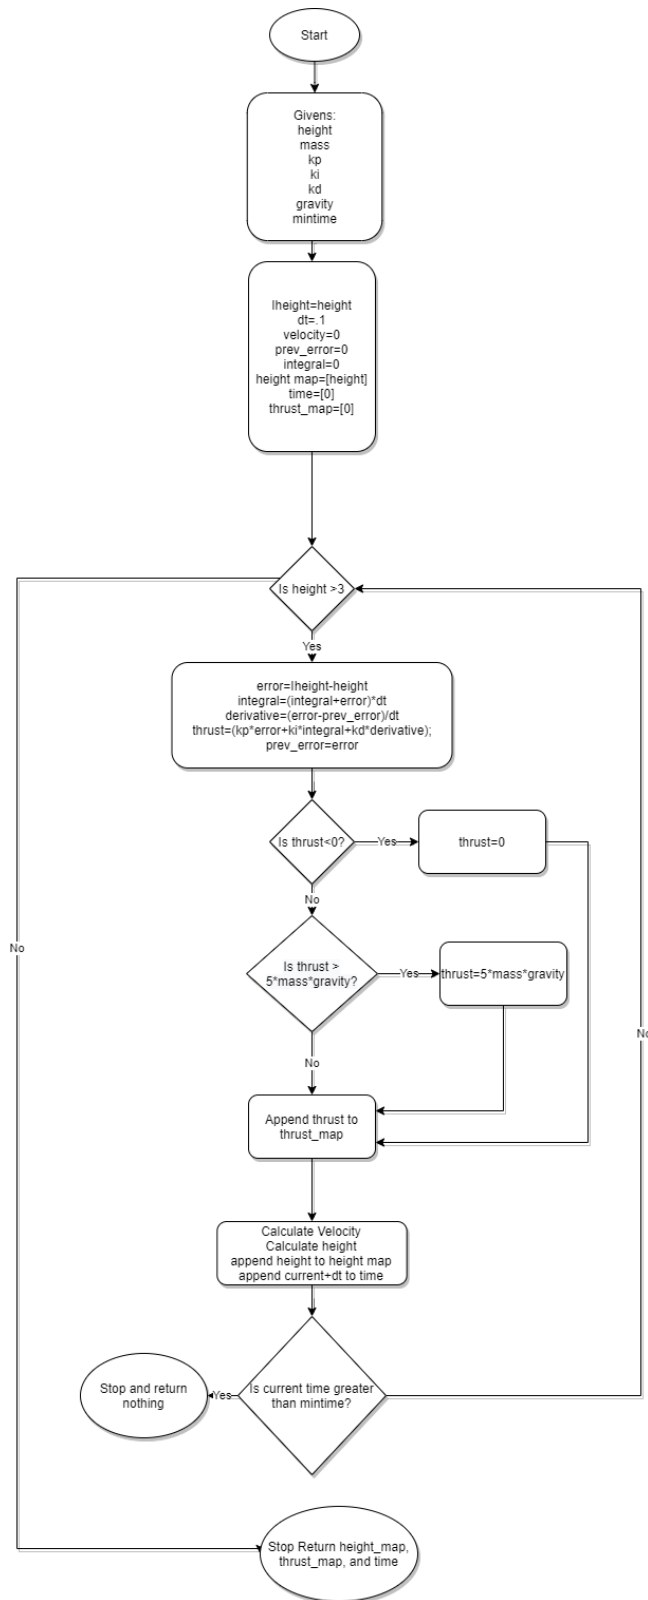 Start
Givens:
height
mass
kp
ki
kd
gravity
mintime
Iheight=height
dt=.1
velocity=0
prev_error=0
integral=0
height map=[height]
time=[0]
thrust_map=[0]
Is height >3
Yes
error=Iheight-height
integral=(integral+error)*dt
derivative=(error-prev_error)/dt
thrust=(kp*error+ki*integral+kd*derivative);
prev_error=error
Is thrust<0?
Yes
thrust=0
No
Is thrust >
5*mass*gravity?
Yes
thrust=5*mass*gravity
No
No
No
Append thrust to
thrust_map
Calculate Velocity
Calculate height
append height to height map
append current+dt to time
Is current time greater
than mintime?
Yes
Stop and return
nothing
Stop Return height_map,
thrust_map, and time